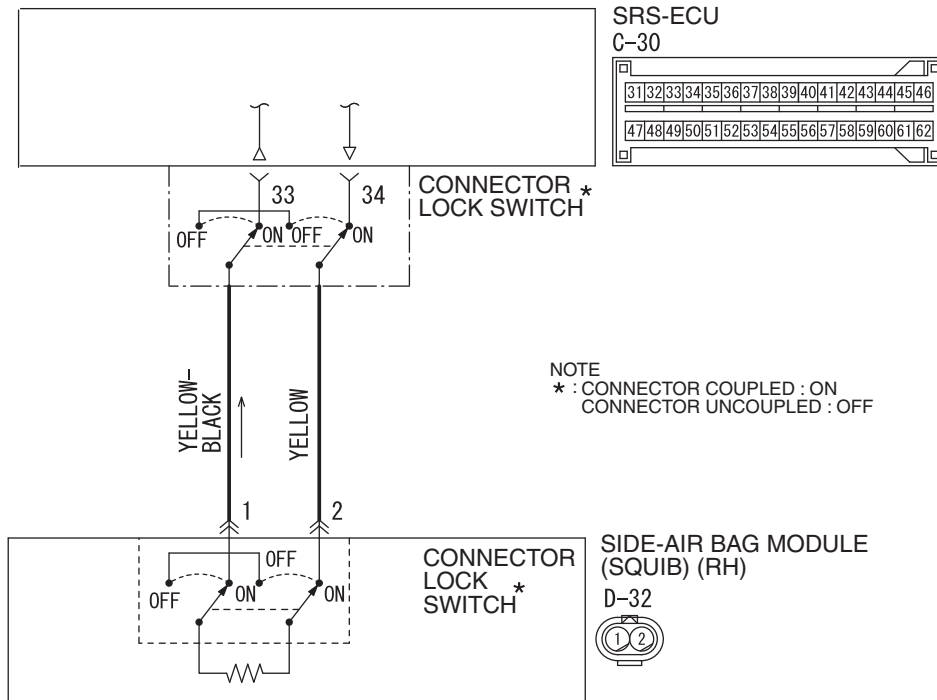 SRS-ECU
C-30
31 32 33 34 35 36 37 38 39 40 41 42 43 44 45 46
47 48 49 50 51 52 53 54 55 56 57 58 59 60 61 62
33 34
CONNECTOR *
LOCK SWITCH
OFF ON OFF ON
YELLOW-
BLACK
YELLOW
NOTE
* : CONNECTOR COUPLED : ON
CONNECTOR UNCOUPLED : OFF
1 2
SIDE-AIR BAG MODULE
(SQUIB) (RH)
D-32
1 2
CONNECTOR
LOCK
SWITCH *
OFF ON OFF ON